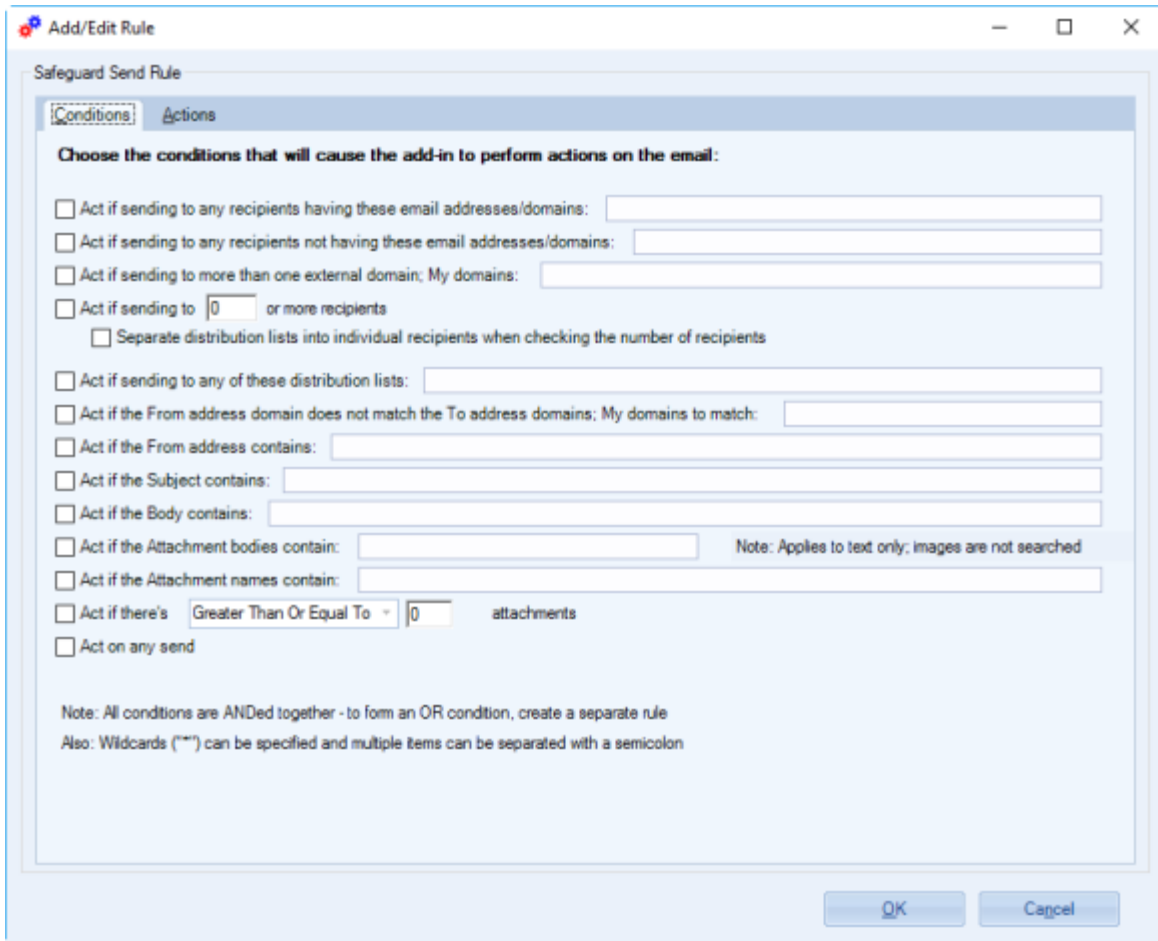 Add/Edit Rule
Safeguard Send Rule
Conditions Actions
Choose the conditions that will cause the add-in to perform actions on the email:
Act if sending to any recipients having these email addresses/domains:
Act if sending to any recipients not having these email addresses/domains:
Act if sending to more than one external domain; My domains:
Act if sending to 0 or more recipients
Separate distribution lists into individual recipients when checking the number of recipients
Act if sending to any of these distribution lists:
Act if the From address domain does not match the To address domains; My domains to match:
Act if the From address contains:
Act if the Subject contains:
Act if the Body contains:
Act if the Attachment bodies contain: Note: Applies to text only; images are not searched
Act if the Attachment names contain:
Act if there's Greater Than Or Equal To 0 attachments
Act on any send
Note: All conditions are ANDed together - to form an OR condition, create a separate rule
Also: Wildcards ("*") can be specified and multiple items can be separated with a semicolon
OK Cancel